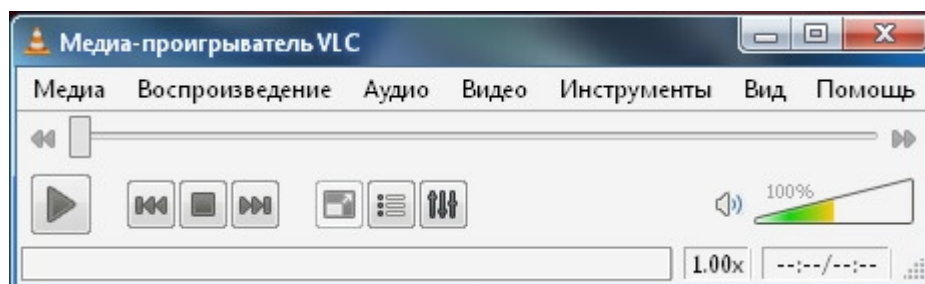 Медиа-проигрыватель VLC
Медиа Воспроизведение Аудио Видео Инструменты Вид Помощь
100%
1.00x --:--/--:--